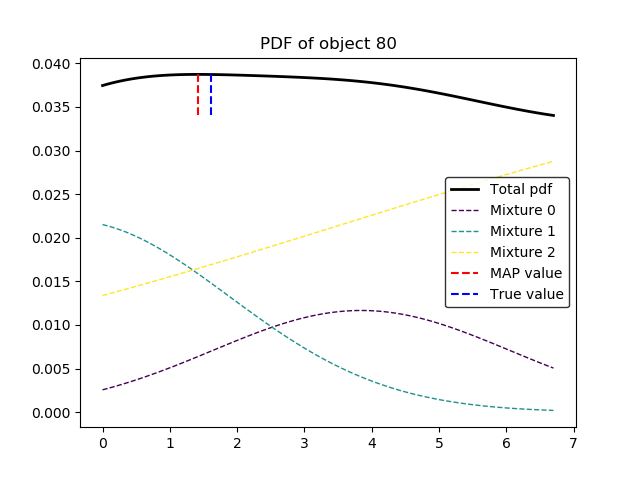 PDF of object 80
0.040
0.035
0.030
0.025
0.020
0.015
0.010
0.005
0.000
Total pdf
Mixture 0
Mixture 1
Mixture 2
MAP value
True value
0 1 2 3 4 5 6 7